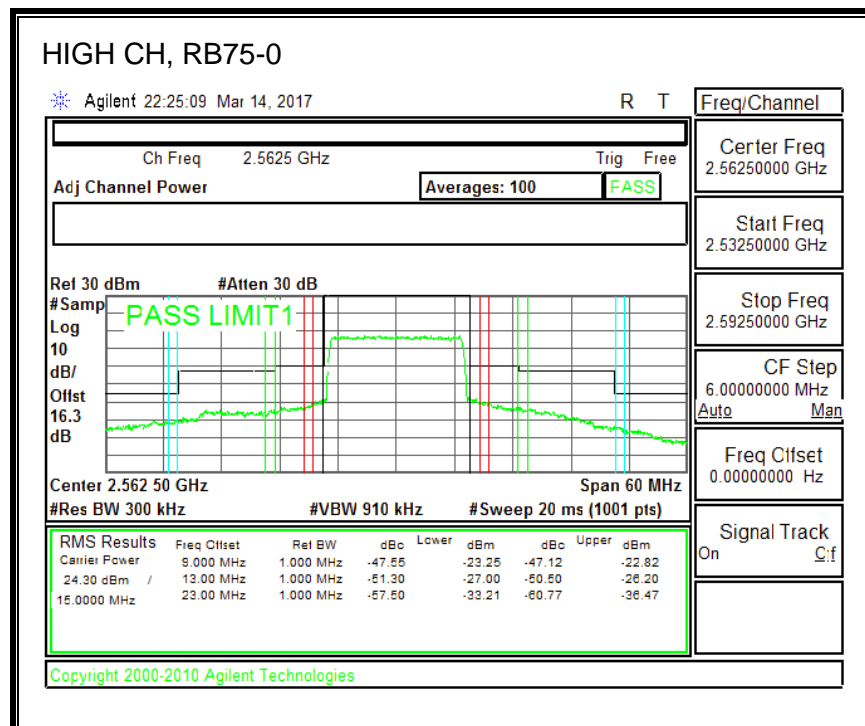 HIGH CH, RB75-0
Agilent 22:25:09 Mar 14, 2017 R T
Freq/Channel
Ch Freq 2.5625 GHz Trig Free
Adj Channel Power Averages: 100 PASS
Center Freq
2.56250000 GHz
Start Freq
2.53250000 GHz
Stop Freq
2.59250000 GHz
CF Step
6.00000000 MHz
Auto Man
Freq Offset
0.00000000 Hz
Signal Track
On Off
Ref 30 dBm #Atten 30 dB
#Samp
Log
10
dB/
Offst
16.3
dB
PASS LIMIT1
Center 2.562 50 GHz Span 60 MHz
#Res BW 300 kHz #VBW 910 kHz #Sweep 20 ms (1001 pts)
RMS Results Freq Offset Ref BW dBc Lower dBm dBc Upper dBm
Carrier Power 9.000 MHz 1.000 MHz -47.55 -23.25 -47.12 -22.82
24.30 dBm / 13.00 MHz 1.000 MHz -51.30 -27.00 -50.50 -26.20
15.0000 MHz 23.00 MHz 1.000 MHz -57.50 -33.21 -60.77 -36.47
Copyright 2000-2010 Agilent Technologies